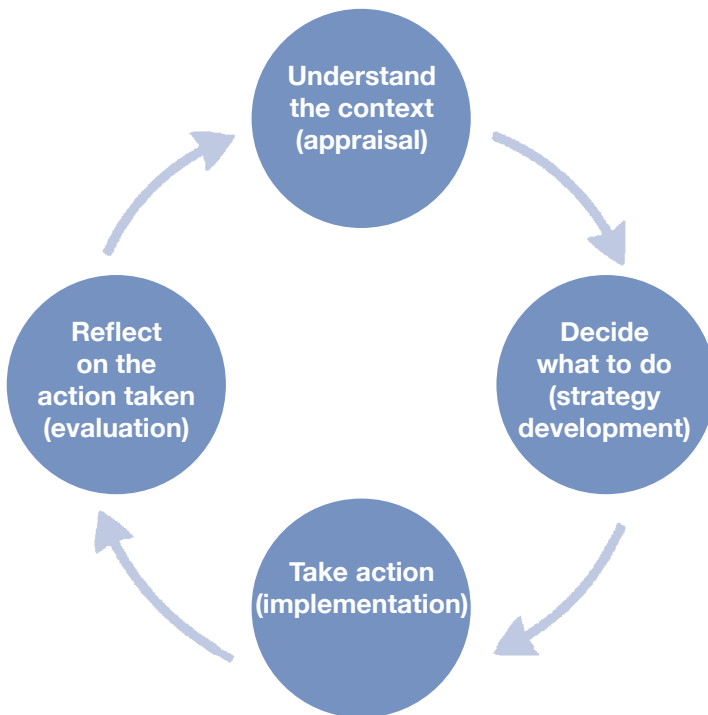 Understand
the context
(appraisal)
Decide
what to do
(strategy
development)
Take action
(implementation)
Reflect
on the
action taken
(evaluation)